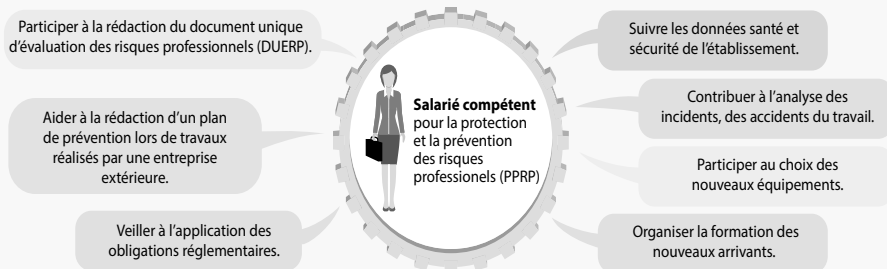 Participer à la rédaction du document unique
d'évaluation des risques professionnels (DUERP).
Aider à la rédaction d'un plan
de prévention lors de travaux
réalisés par une entreprise
extérieure.
Veiller à l'application des
obligations réglementaires.
Salarié compétent
pour la protection
et la prévention
des risques
professionels (PPRP)
Suivre les données santé et
sécurité de l'établissement.
Contribuer à l'analyse des
incidents, des accidents du travail.
Participer au choix des
nouveaux équipements.
Organiser la formation des
nouveaux arrivants.